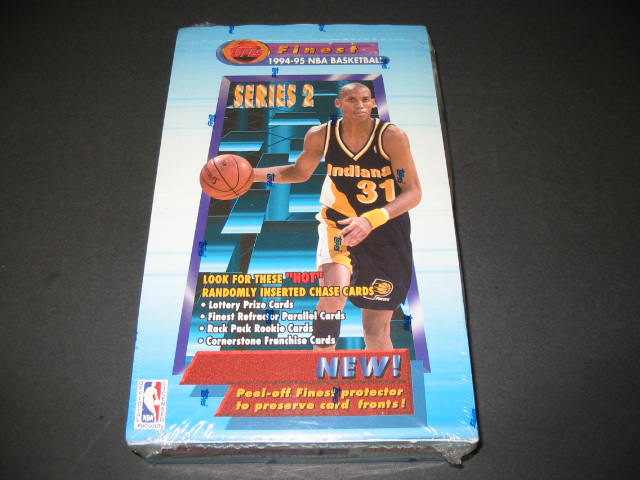 TOPPS
Finest
1994-95 NBA BASKETBALL
SERIES 2
Indiana
31
LOOK FOR THESE "HOT"
RANDOMLY INSERTED CHASE CARDS
• Lottery Prize Cards
• Finest Refractor Parallel Cards
• Rack Pack Rookie Cards
• Cornerstone Franchise Cards
NEW!
Peel-off Finest protector
to preserve card fronts!
NBA